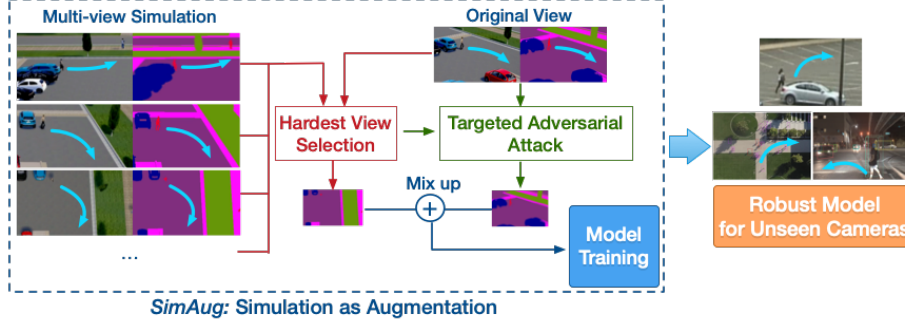 Multi-view Simulation
Original View
Hardest View
Selection
Targeted Adversarial
Attack
Mix up
+
Model
Training
...
Robust Model
for Unseen Cameras
SimAug: Simulation as Augmentation